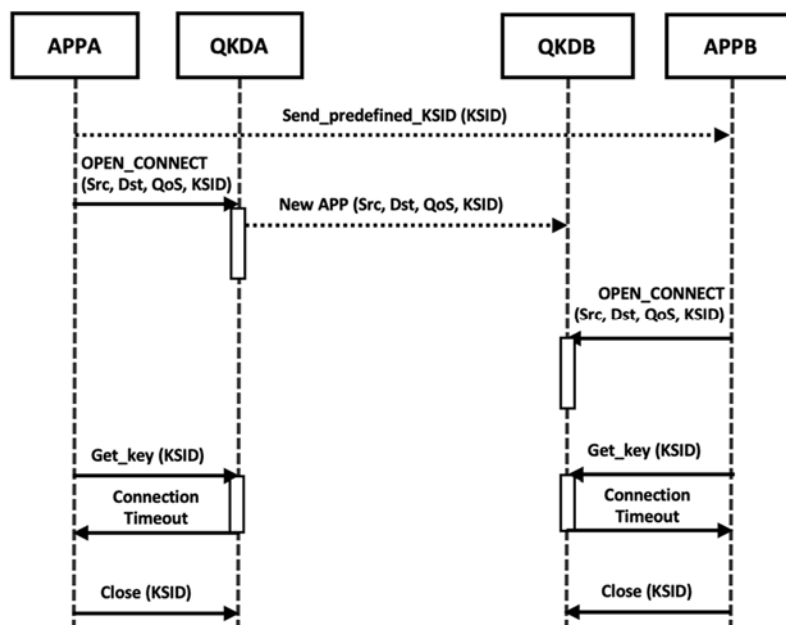 APPA
QKDA
QKDB
APPB
Send_predefined_KSID (KSID)
OPEN_CONNECT
(Src, Dst, QoS, KSID)
New APP (Src, Dst, QoS, KSID)
OPEN_CONNECT
(Src, Dst, QoS, KSID)
Get_key (KSID)
Get_key (KSID)
Connection
Timeout
Connection
Timeout
Close (KSID)
Close (KSID)